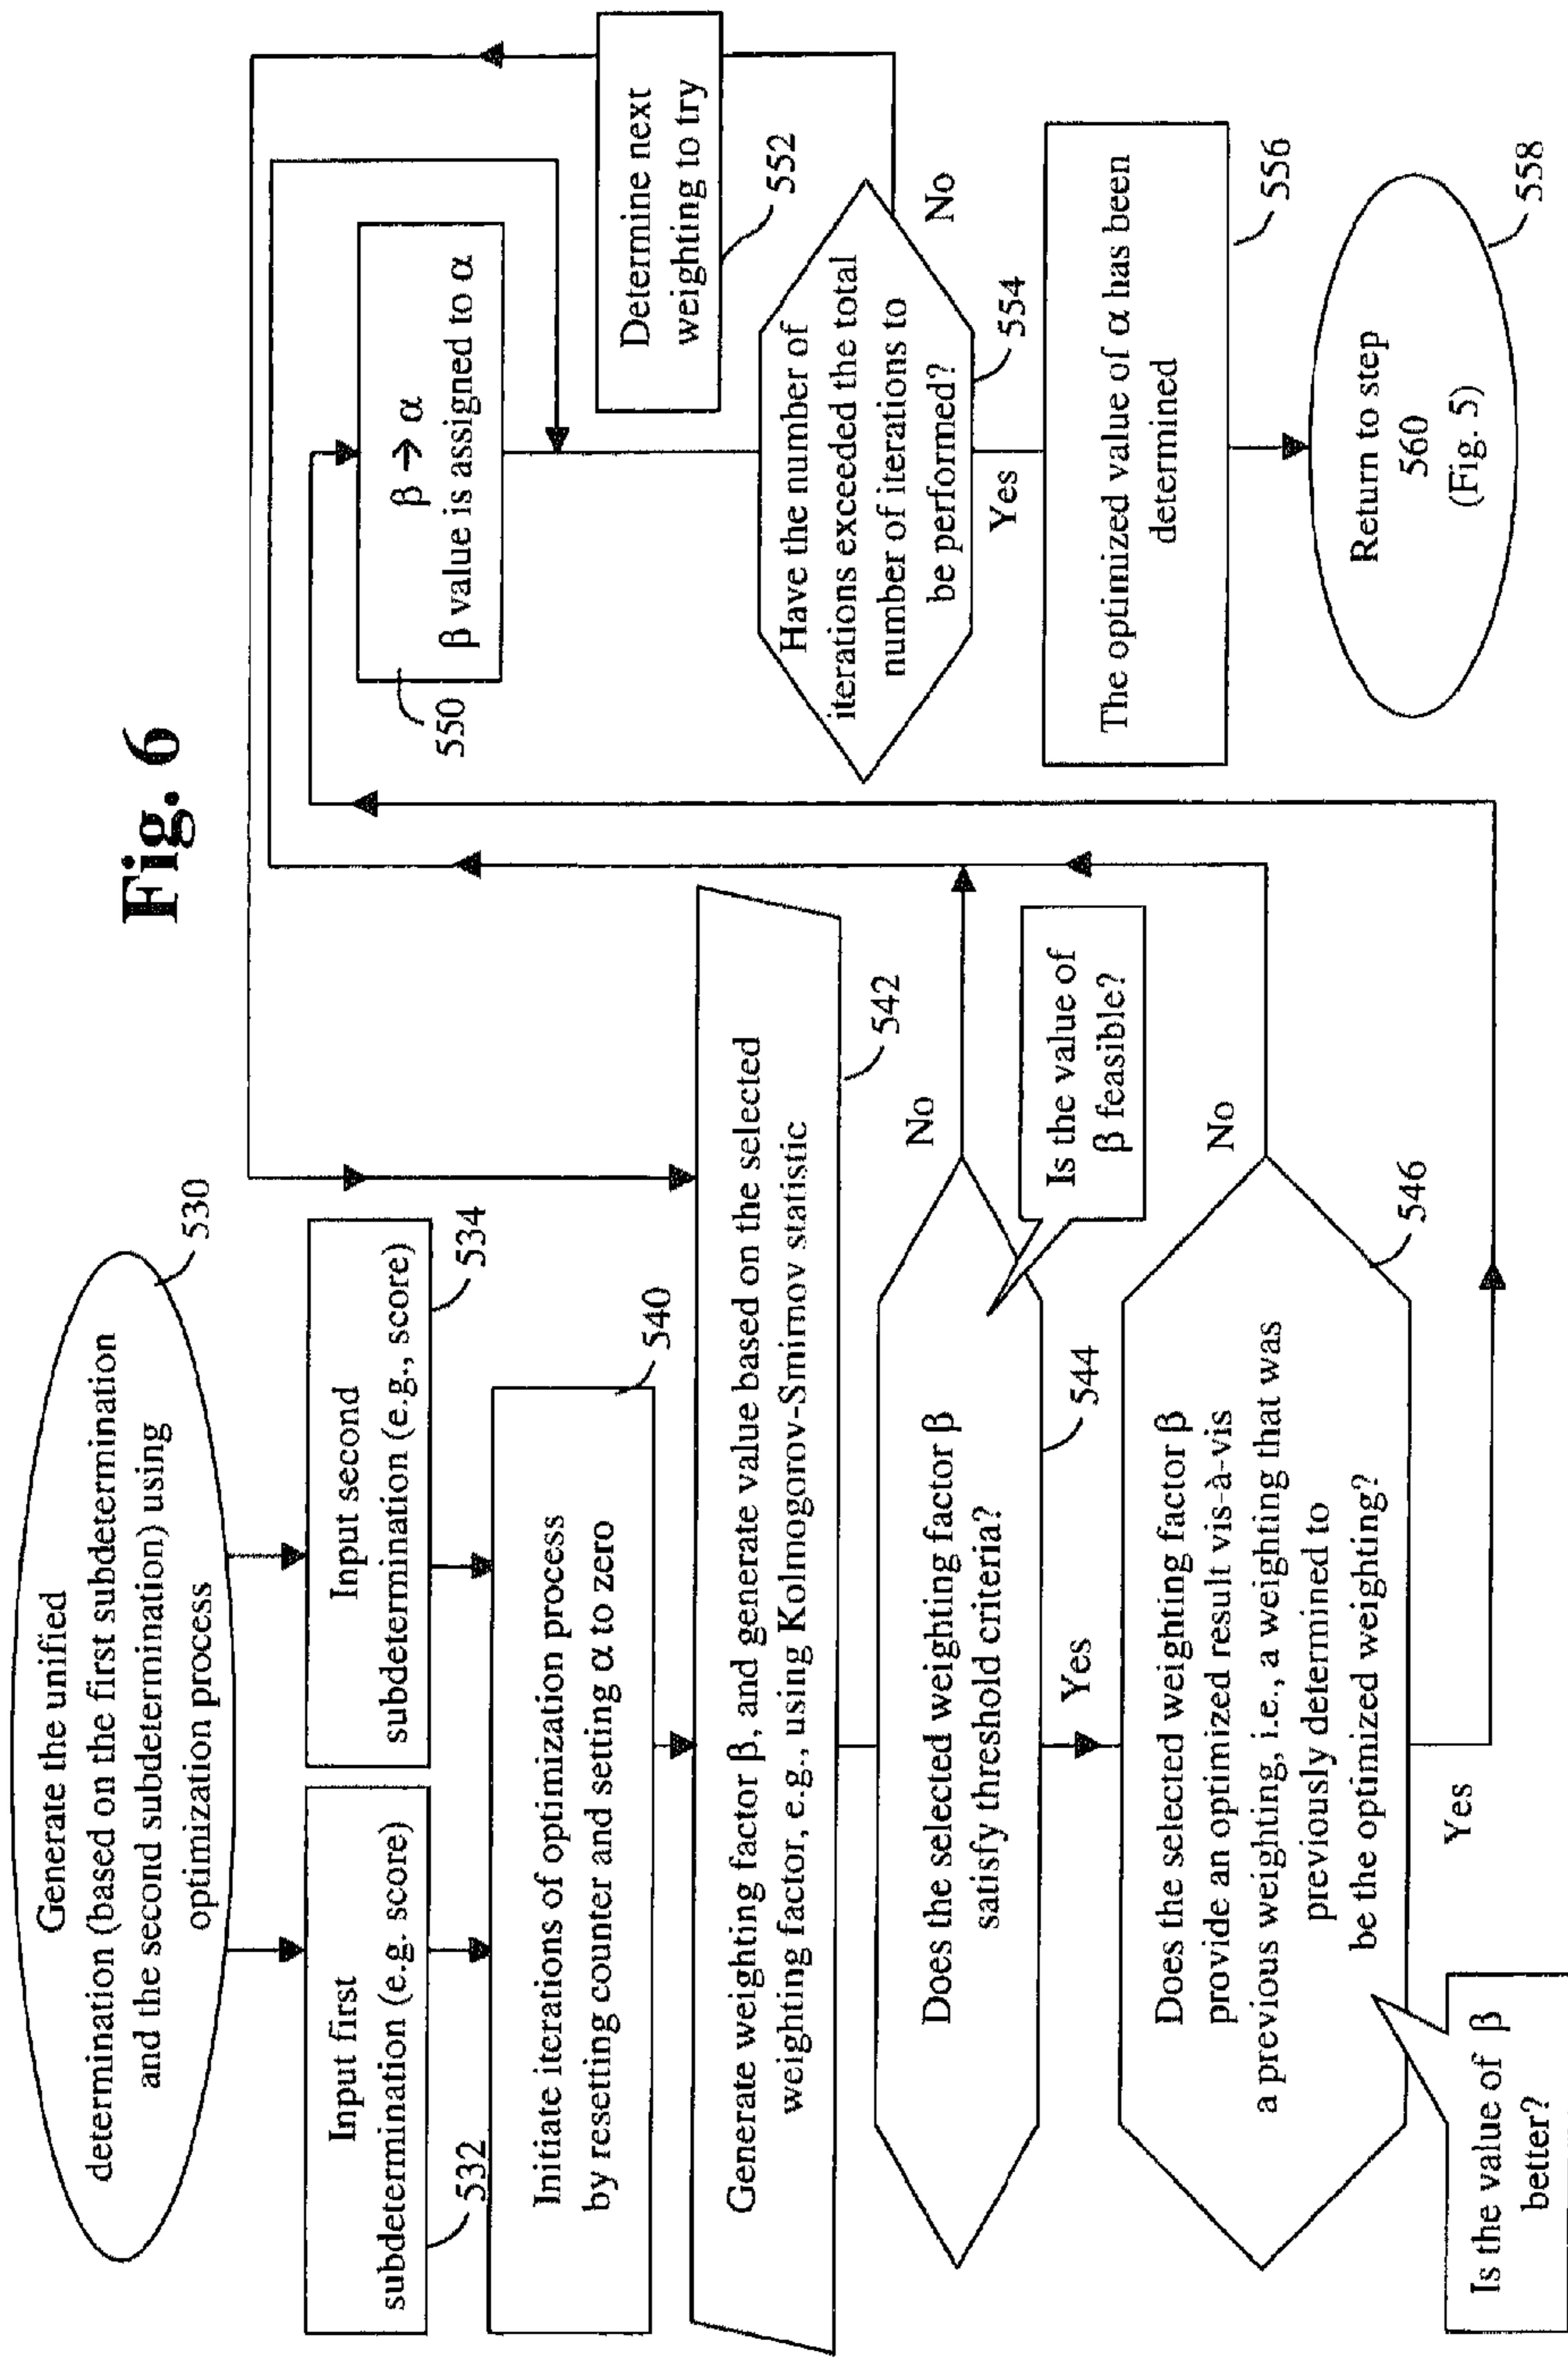 Fig. 6
Generate the unified
determination (based on the first subdetermination
and the second subdetermination) using
optimization process
530
Input first
subdetermination (e.g. score)
532
Input second
subdetermination (e.g., score)
534
Initiate iterations of optimization process
by resetting counter and setting α to zero
540
Generate weighting factor β, and generate value based on the selected
weighting factor, e.g., using Kolmogorov-Smirnov statistic
542
Does the selected weighting factor β
satisfy threshold criteria?
544
No
Yes
Is the value of
β feasible?
Does the selected weighting factor β
provide an optimized result vis-à-vis
a previous weighting, i.e., a weighting that was
previously determined to
be the optimized weighting?
546
No
Yes
Is the value of β
better?
β → α
β value is assigned to α
550
Determine next
weighting to try
552
Have the number of
iterations exceeded the total
number of iterations to
be performed?
554
No
Yes
The optimized value of α has been
determined
556
Return to step
560
(Fig. 5)
558